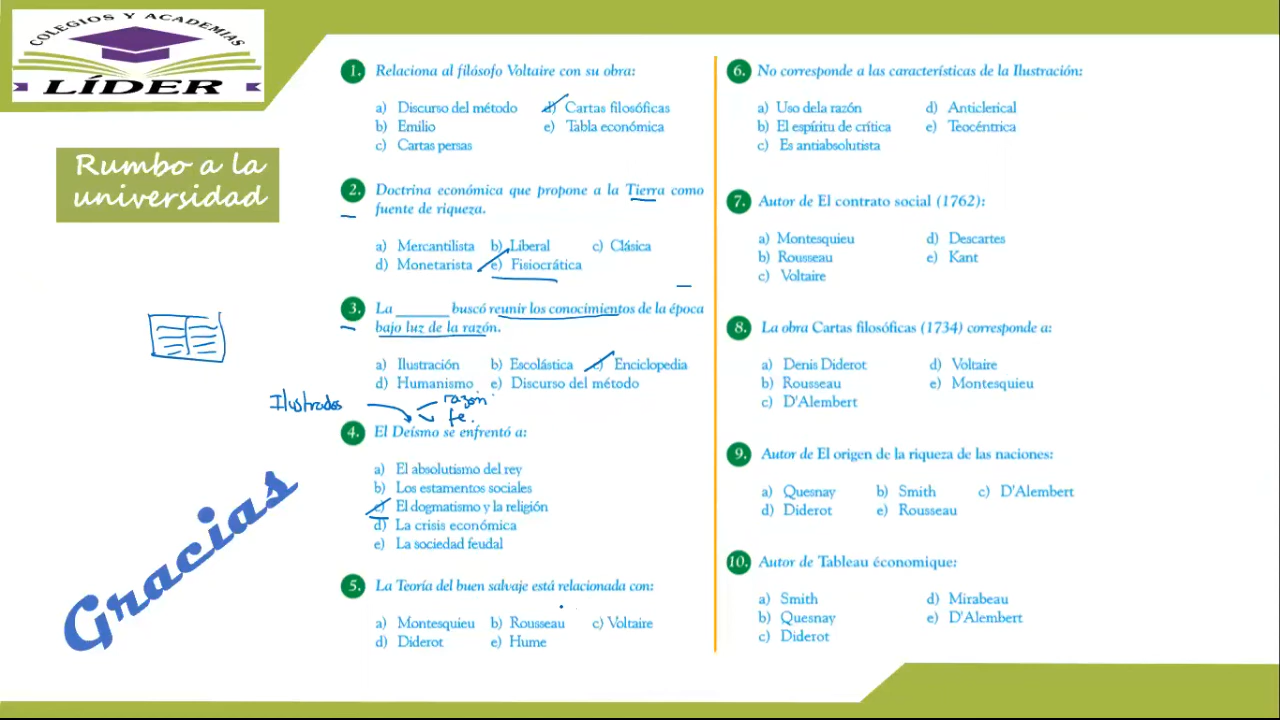 COLEGIOS Y ACADEMIAS
LÍDER
Rumbo a la
universidad
Gracias
1. Relaciona al filósofo Voltaire con su obra:
a) Discurso del método d) Cartas filosóficas
b) Emilio e) Tabla económica
c) Cartas persas
2. Doctrina económica que propone a la Tierra como
fuente de riqueza.
a) Mercantilista b) Liberal c) Clásica
d) Monetarista e) Fisiocrática
3. La _______ buscó reunir los conocimientos de la época
bajo luz de la razón.
a) Ilustración b) Escolástica c) Enciclopedia
d) Humanismo e) Discurso del método
Ilustrados razón.
fe.
4. El Deísmo se enfrentó a:
a) El absolutismo del rey
b) Los estamentos sociales
c) El dogmatismo y la religión
d) La crisis económica
e) La sociedad feudal
5. La Teoría del buen salvaje está relacionada con:
a) Montesquieu b) Rousseau c) Voltaire
d) Diderot e) Hume
6. No corresponde a las características de la Ilustración:
a) Uso dela razón d) Anticlerical
b) El espíritu de crítica e) Teocéntrica
c) Es antiabsolutista
7. Autor de El contrato social (1762):
a) Montesquieu d) Descartes
b) Rousseau e) Kant
c) Voltaire
8. La obra Cartas filosóficas (1734) corresponde a:
a) Denis Diderot d) Voltaire
b) Rousseau e) Montesquieu
c) D'Alembert
9. Autor de El origen de la riqueza de las naciones:
a) Quesnay b) Smith c) D'Alembert
d) Diderot e) Rousseau
10. Autor de Tableau économique:
a) Smith d) Mirabeau
b) Quesnay e) D'Alembert
c) Diderot